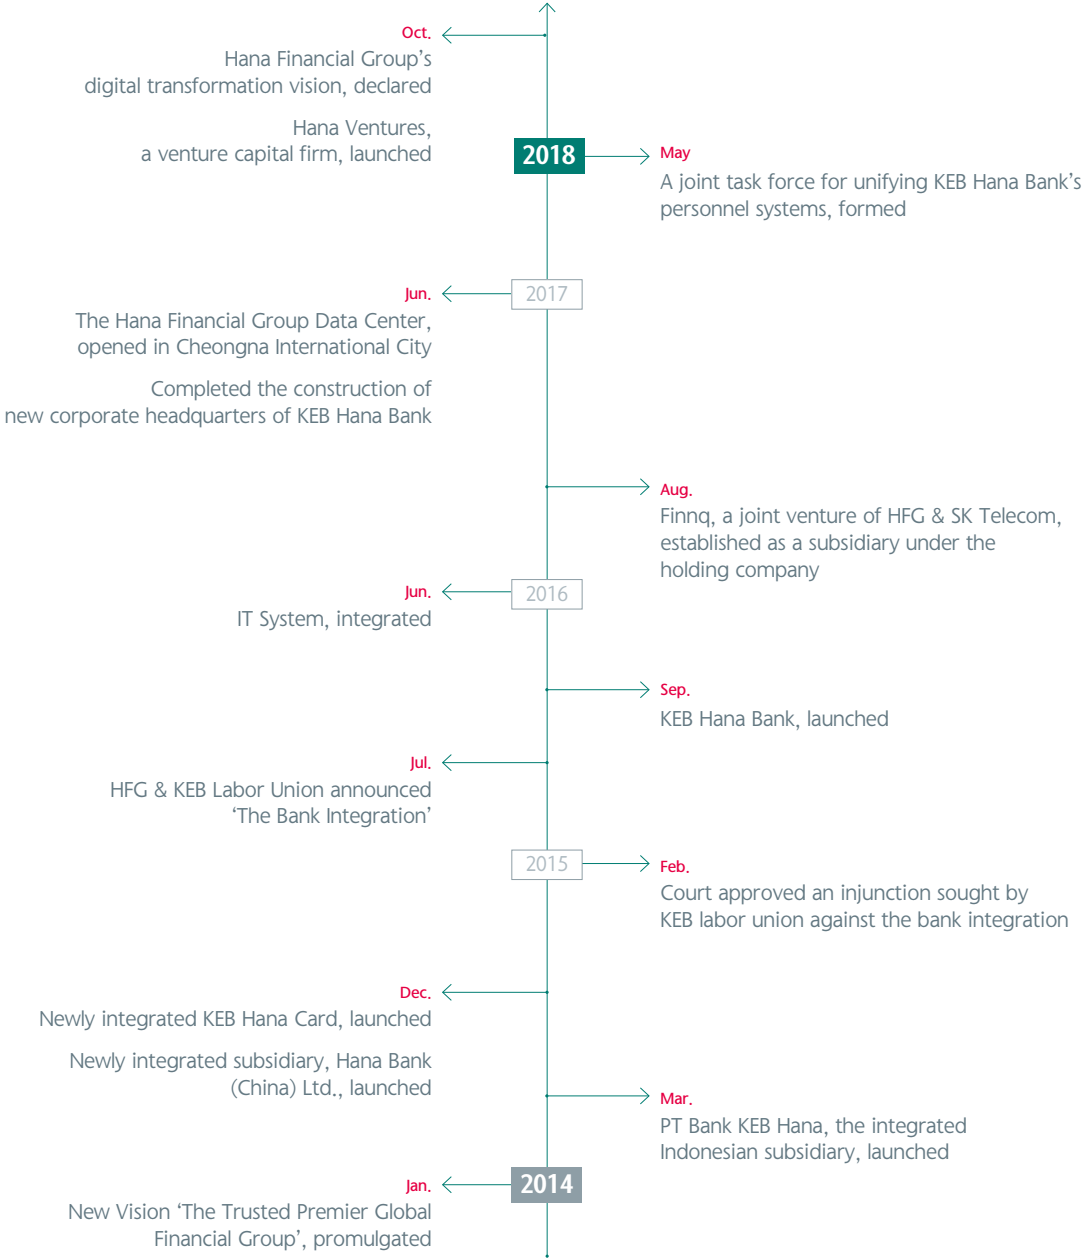 Oct.
Hana Financial Group’s
digital transformation vision, declared
Hana Ventures,
a venture capital firm, launched
2018
May
A joint task force for unifying KEB Hana Bank’s
personnel systems, formed
Jun.
2017
The Hana Financial Group Data Center,
opened in Cheongna International City
Completed the construction of
new corporate headquarters of KEB Hana Bank
Aug.
Finnq, a joint venture of HFG & SK Telecom,
established as a subsidiary under the
holding company
Jun.
2016
IT System, integrated
Sep.
KEB Hana Bank, launched
Jul.
HFG & KEB Labor Union announced
‘The Bank Integration’
2015
Feb.
Court approved an injunction sought by
KEB labor union against the bank integration
Dec.
Newly integrated KEB Hana Card, launched
Newly integrated subsidiary, Hana Bank
(China) Ltd., launched
Mar.
PT Bank KEB Hana, the integrated
Indonesian subsidiary, launched
Jan.
2014
New Vision ‘The Trusted Premier Global
Financial Group’, promulgated